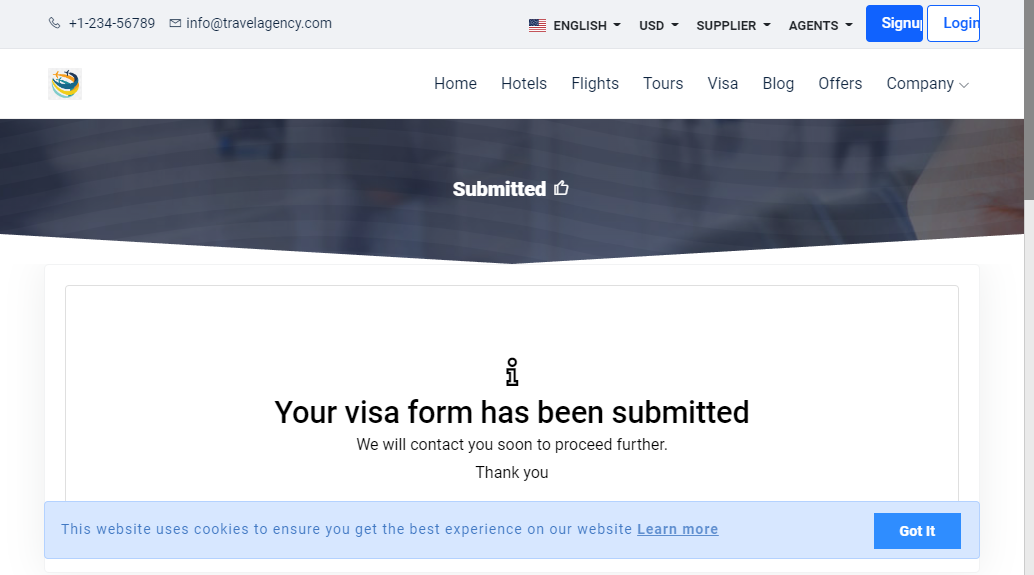 +1-234-56789 info@travelagency.com ENGLISH USD SUPPLIER AGENTS Signup Login
Home Hotels Flights Tours Visa Blog Offers Company
Submitted
Your visa form has been submitted
We will contact you soon to proceed further.
Thank you
This website uses cookies to ensure you get the best experience on our website Learn more Got It